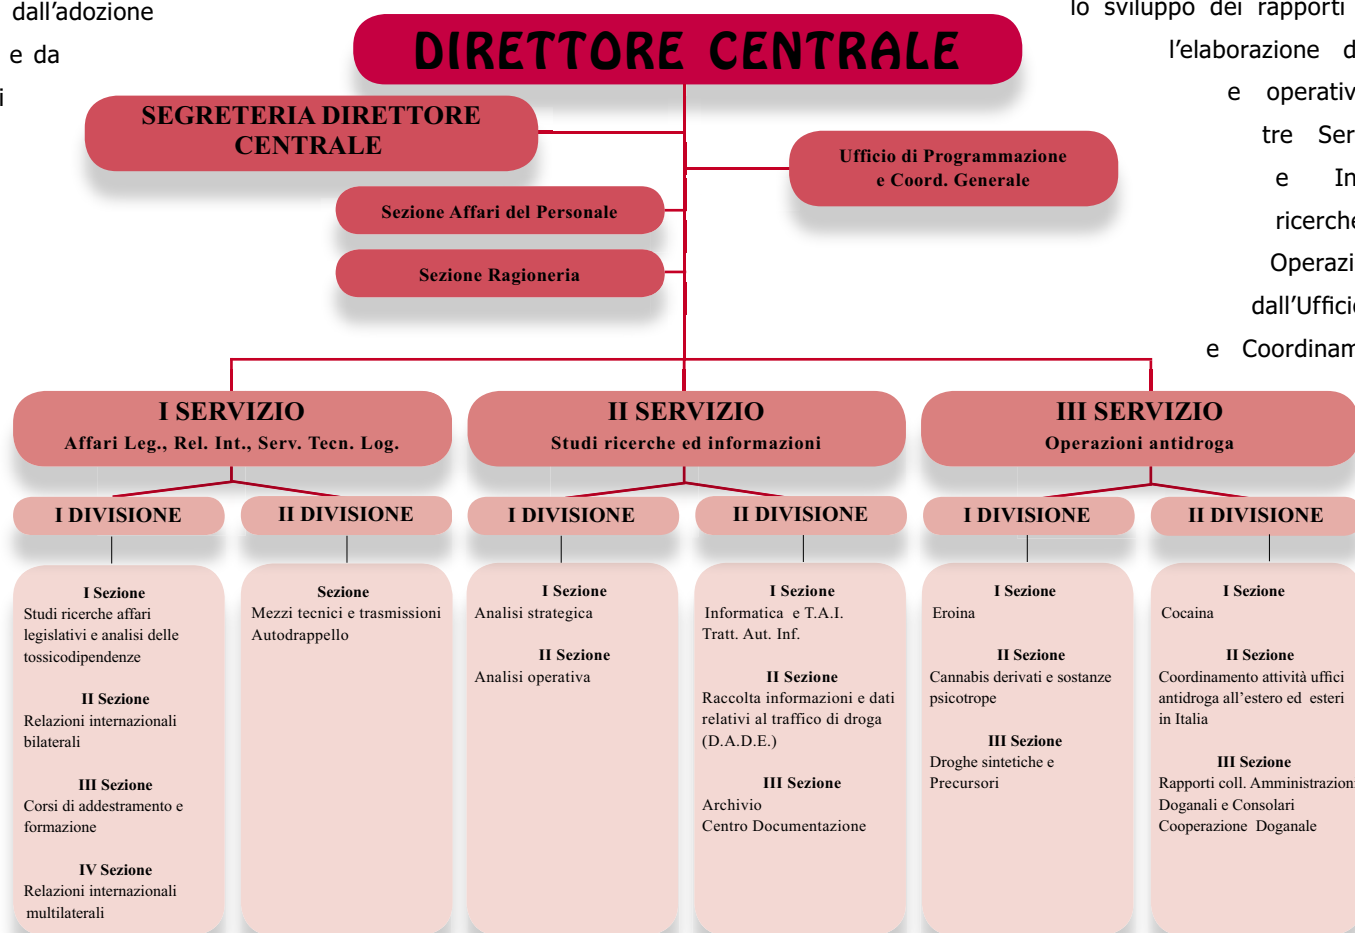 dall'adozione
e da
i
lo sviluppo dei rapporti
l'elaborazione
e operativ
tre Ser
e In
ricerche
Operazi
dall'Ufficio
e Coordinam
DIRETTORE CENTRALE
SEGRETERIA DIRETTORE
CENTRALE
Ufficio di Programmazione
e Coord. Generale
Sezione Affari del Personale
Sezione Ragioneria
I SERVIZIO
Affari Leg., Rel. Int., Serv. Tecn. Log.
II SERVIZIO
Studi ricerche ed informazioni
III SERVIZIO
Operazioni antidroga
I DIVISIONE
II DIVISIONE
I DIVISIONE
II DIVISIONE
I DIVISIONE
II DIVISIONE
I Sezione
Studi ricerche affari
legislativi e analisi delle
tossicodipendenze
II Sezione
Relazioni internazionali
bilaterali
III Sezione
Corsi di addestramento e
formazione
IV Sezione
Relazioni internazionali
multilaterali
Sezione
Mezzi tecnici e trasmissioni
Autodrappello
I Sezione
Analisi strategica
II Sezione
Analisi operativa
I Sezione
Informatica e T.A.I.
Tratt. Aut. Inf.
II Sezione
Raccolta informazioni e dati
relativi al traffico di droga
(D.A.D.E.)
III Sezione
Archivio
Centro Documentazione
I Sezione
Eroina
II Sezione
Cannabis derivati e sostanze
psicotrope
III Sezione
Droghe sintetiche e
Precursori
I Sezione
Cocaina
II Sezione
Coordinamento attività uffici
antidroga all'estero ed esteri
in Italia
III Sezione
Rapporti coll. Amministrazion
Doganali e Consolari
Cooperazione Doganale